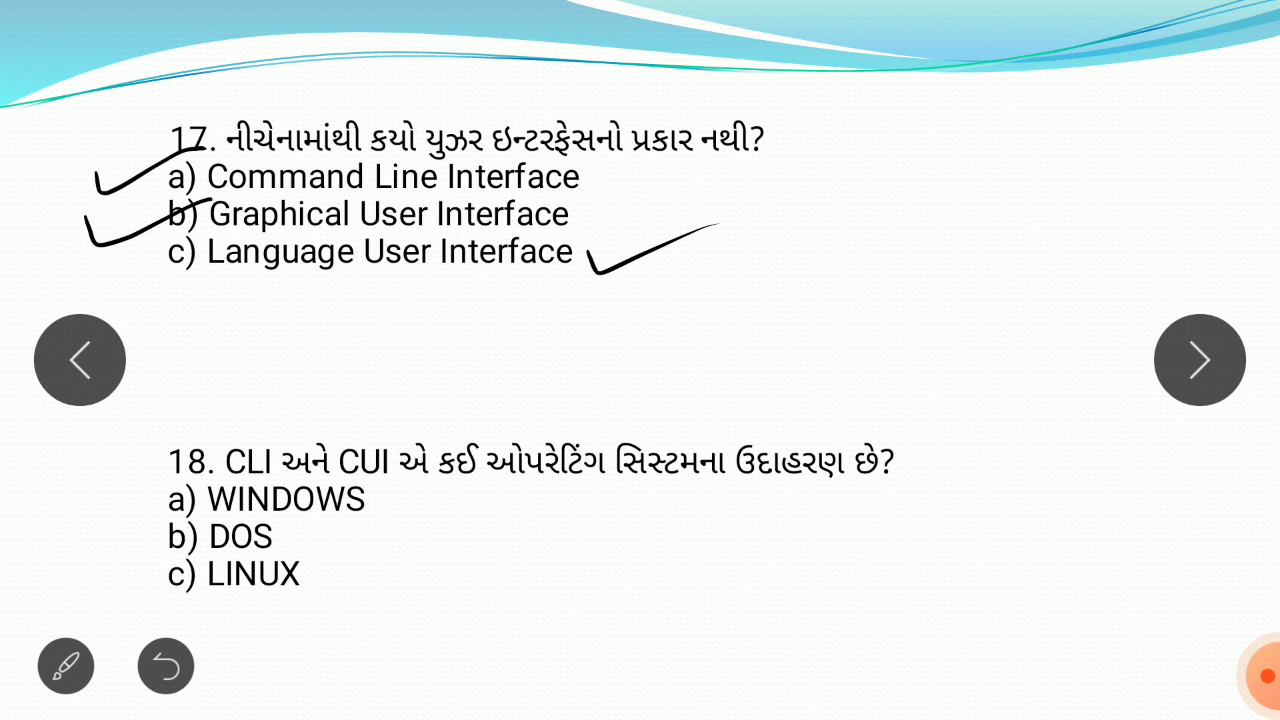 17. નીચેનામાંથી કયો યુઝર ઇન્ટરફેસનો પ્રકાર નથી?
a) Command Line Interface
b) Graphical User Interface
c) Language User Interface
18. CLI અને CUI એ કઈ ઓપરેટિંગ સિસ્ટમના ઉદાહરણ છે?
a) WINDOWS
b) DOS
c) LINUX